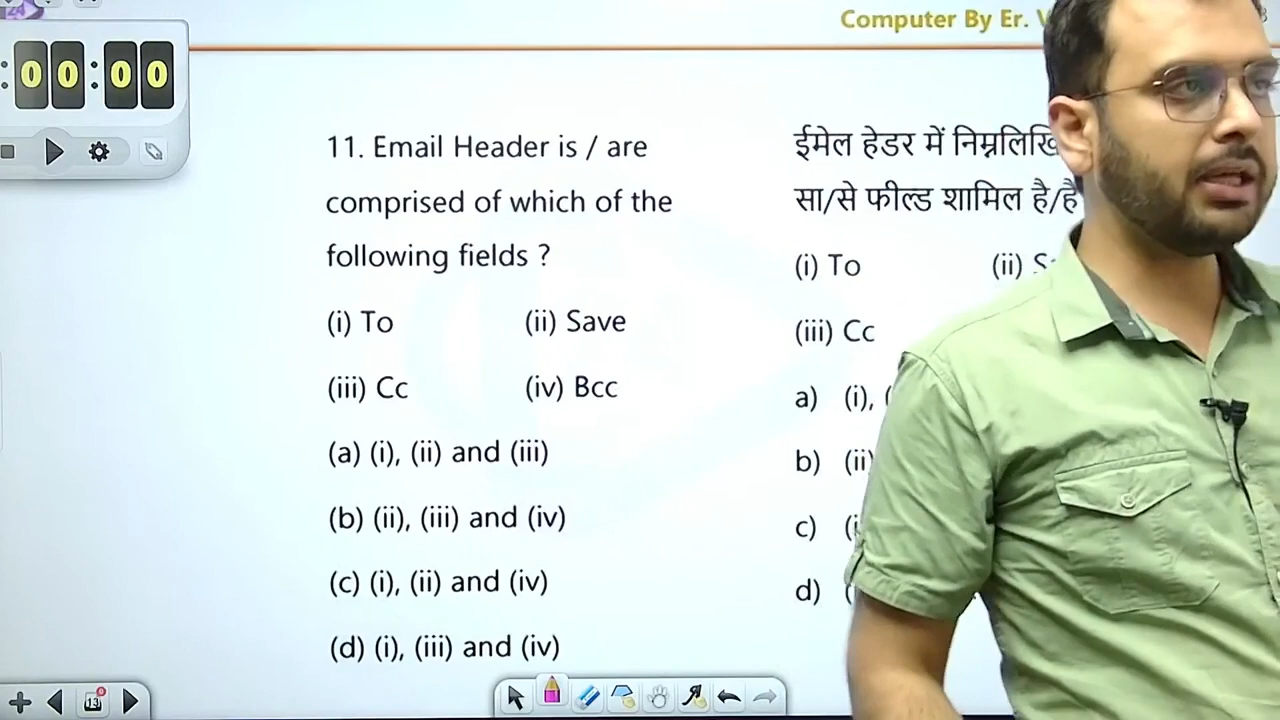 24
Computer By Er.
:00:00
11. Email Header is / are
comprised of which of the
following fields ?
(i) To (ii) Save
(iii) Cc (iv) Bcc
(a) (i), (ii) and (iii)
(b) (ii), (iii) and (iv)
(c) (i), (ii) and (iv)
(d) (i), (iii) and (iv)
ईमेल हेडर में
सा/से फील्ड शामिल है/है
(i) To (ii)
(iii) Cc
a) (i),
b) (ii)
c)
d)
13